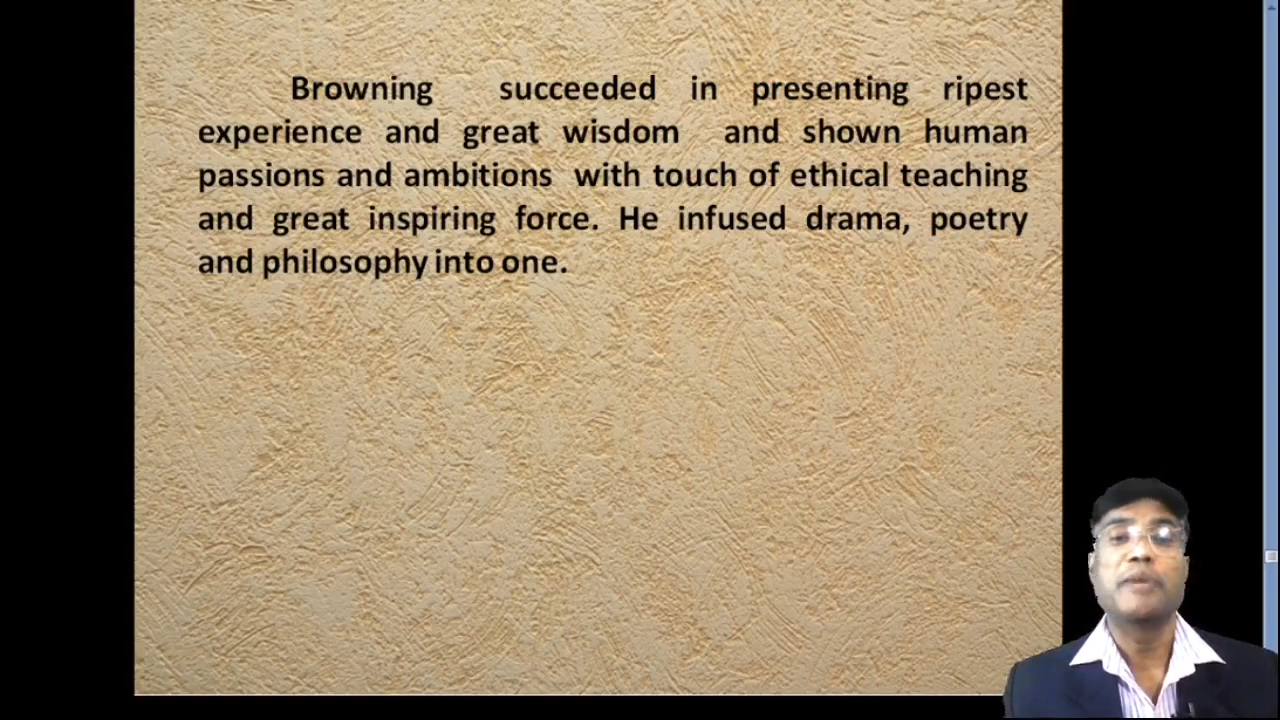 Browning succeeded in presenting ripest
experience and great wisdom and shown human
passions and ambitions with touch of ethical teaching
and great inspiring force. He infused drama, poetry
and philosophy into one.